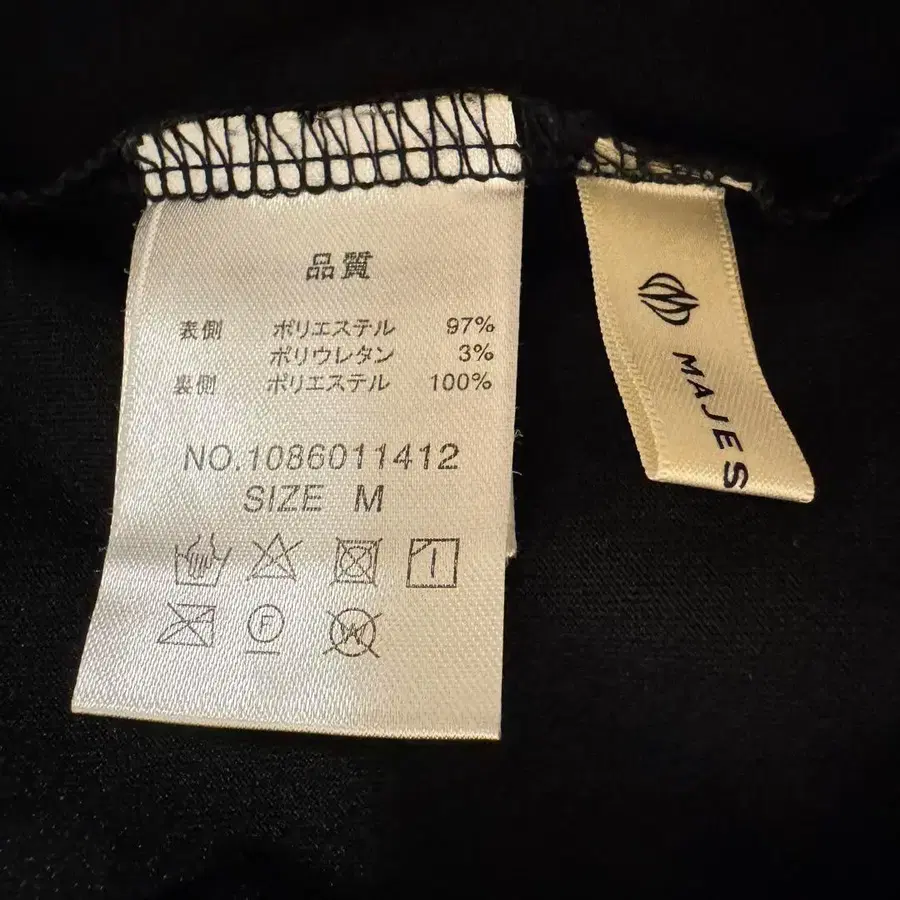 品質
表側 ポリエステル 97%
ポリウレタン 3%
裏側 ポリエステル 100%
NO.1086011412
SIZE M
F
W
MAJES